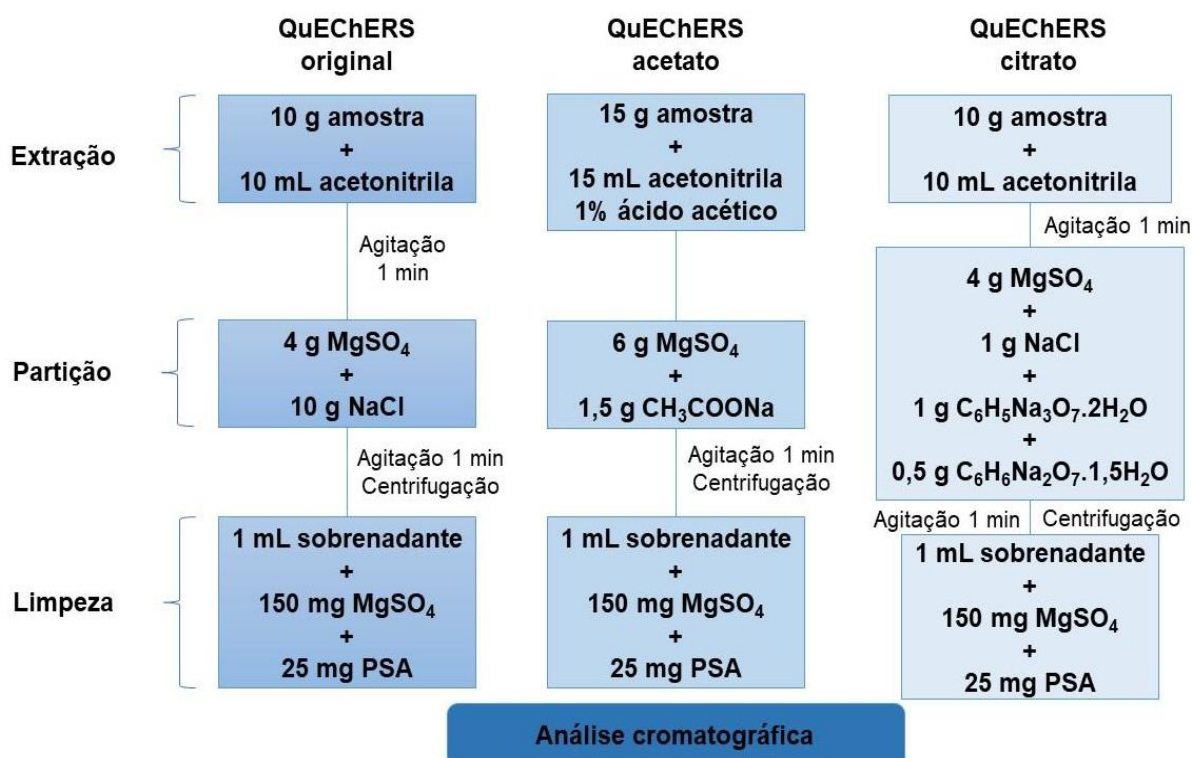 QuEChERS
original
QuEChERS
acetato
QuEChERS
citrato
Extração
10 g amostra
+
10 mL acetonitrila
15 g amostra
+
15 mL acetonitrila
1% ácido acético
10 g amostra
+
10 mL acetonitrila
Agitação
1 min
Agitação 1 min
Partição
4 g MgSO₄
+
10 g NaCl
6 g MgSO₄
+
1,5 g CH₃COONa
4 g MgSO₄
+
1 g NaCl
+
1 g C₆H₅Na₃O₇.2H₂O
+
0,5 g C₆H₆Na₂O₇.1,5H₂O
Agitação 1 min
Centrifugação
Agitação 1 min
Centrifugação
Agitação 1 min Centrifugação
Limpeza
1 mL sobrenadante
+
150 mg MgSO₄
+
25 mg PSA
1 mL sobrenadante
+
150 mg MgSO₄
+
25 mg PSA
1 mL sobrenadante
+
150 mg MgSO₄
+
25 mg PSA
Análise cromatográfica